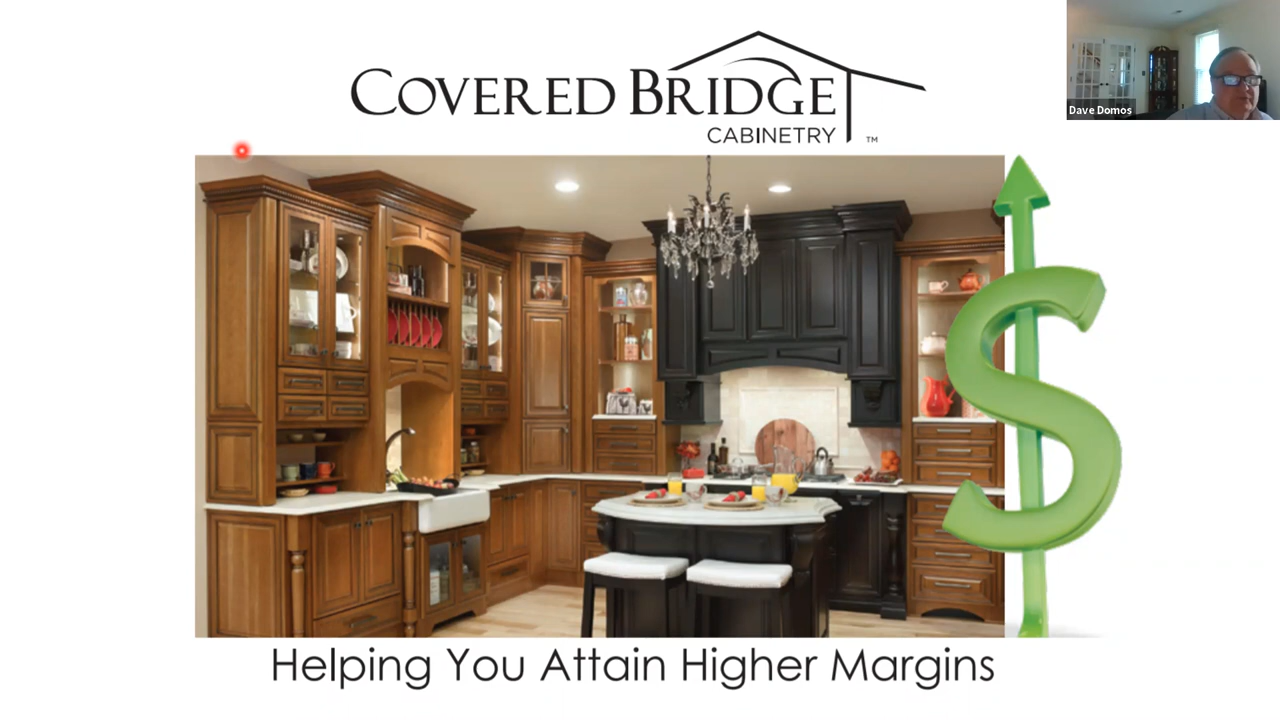 COVERED BRIDGE
CABINETRY
TM
Dave Domos
$
Helping You Attain Higher Margins